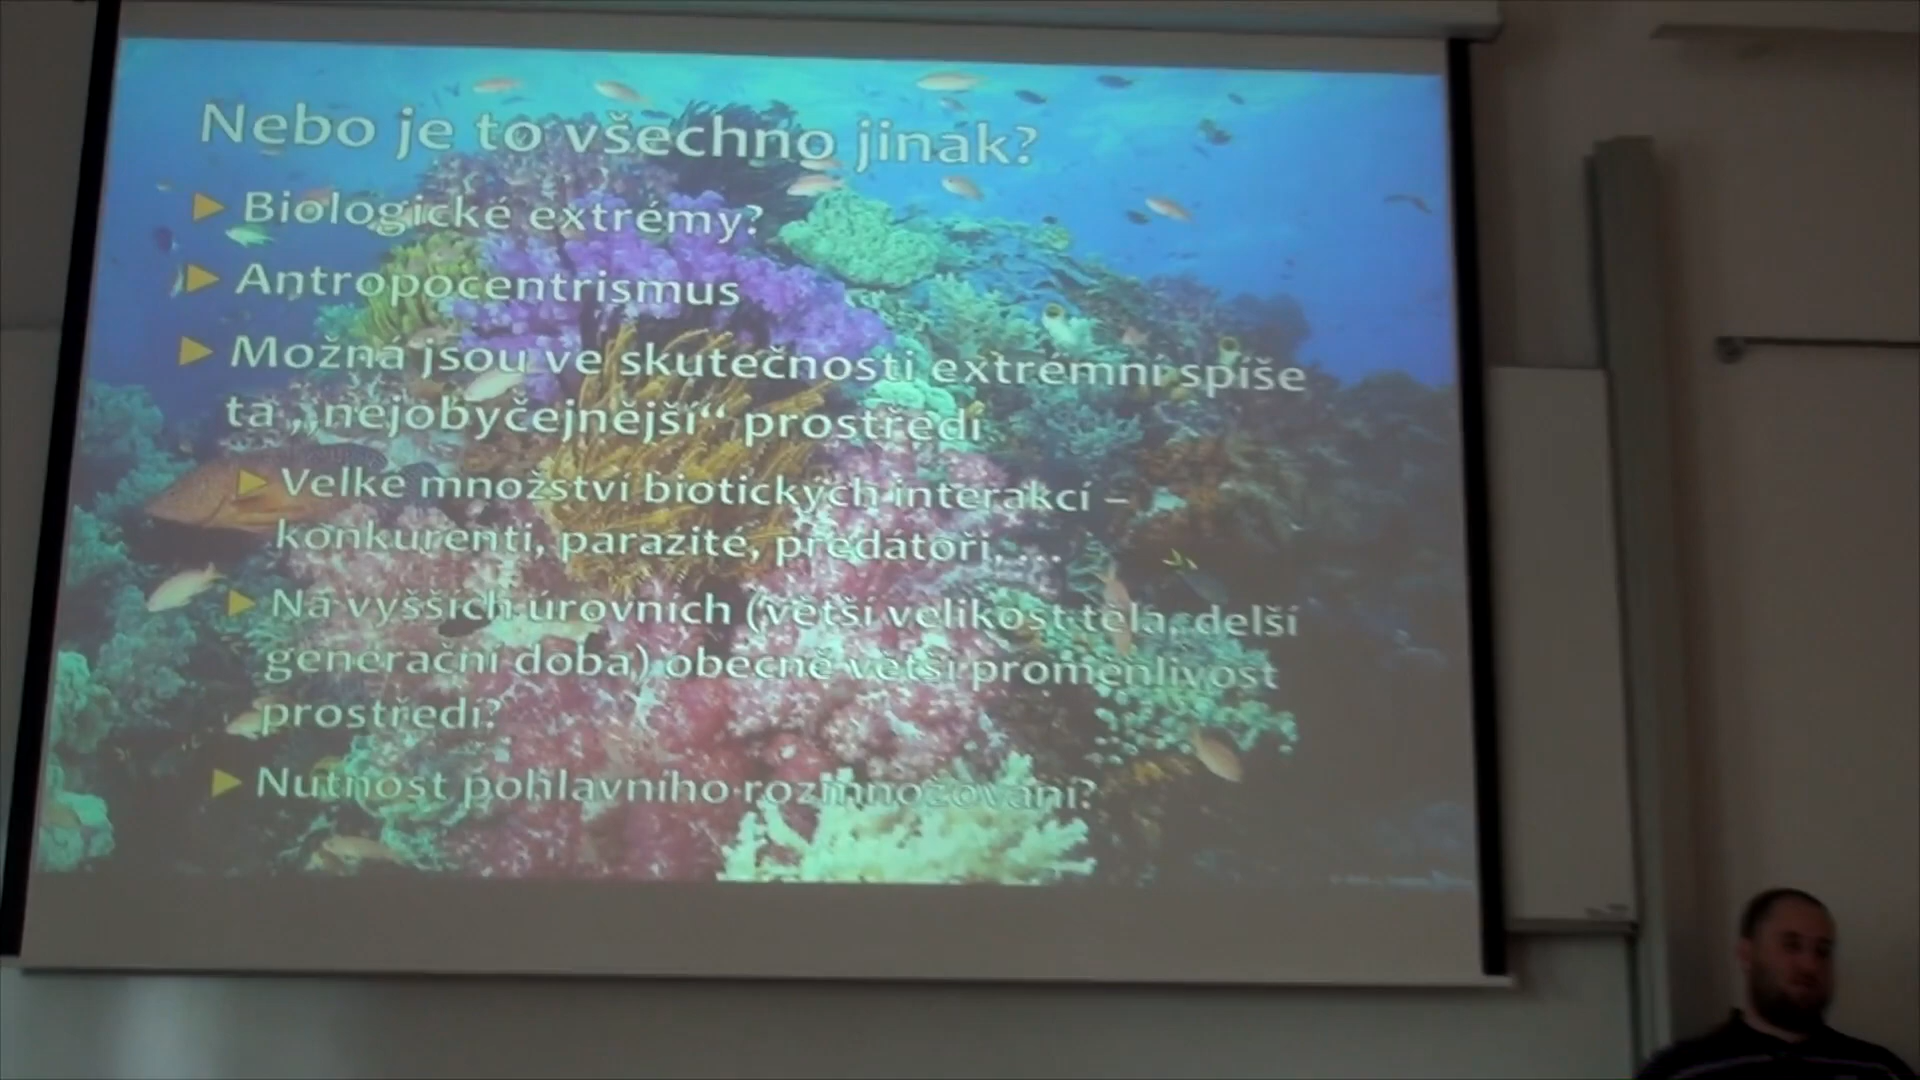 Nebo je to všechno jinak?
Biologické extrémy?
Antropocentrismus
Možná jsou ve skutečnosti extrémní spíše
ta „nejobyčejnější“ prostředí
Velké množství biotických interakcí –
konkurenti, parazité, predátoři, …
Na vyšších úrovních (větší velikost těla, delší
generační doba) obecně větší proměnlivost
prostředí?
Nutnost pohlavního rozmnožování?